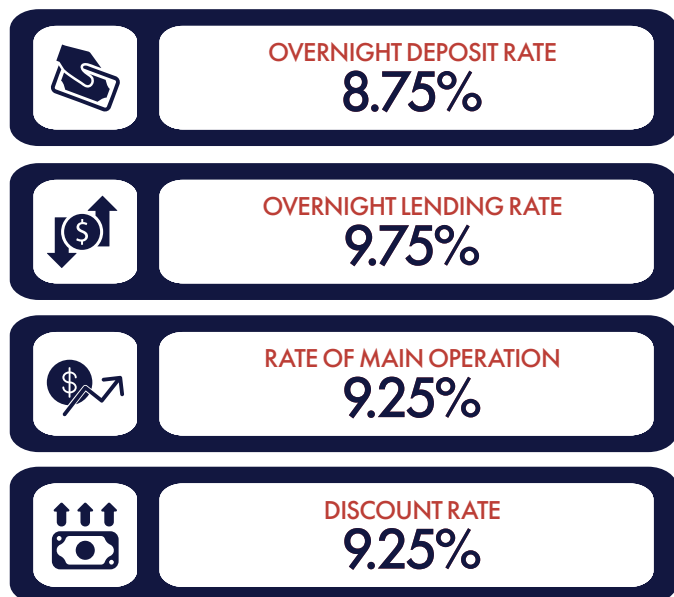 OVERNIGHT DEPOSIT RATE
8.75%
$
OVERNIGHT LENDING RATE
9.75%
$
RATE OF MAIN OPERATION
9.25%
DISCOUNT RATE
9.25%